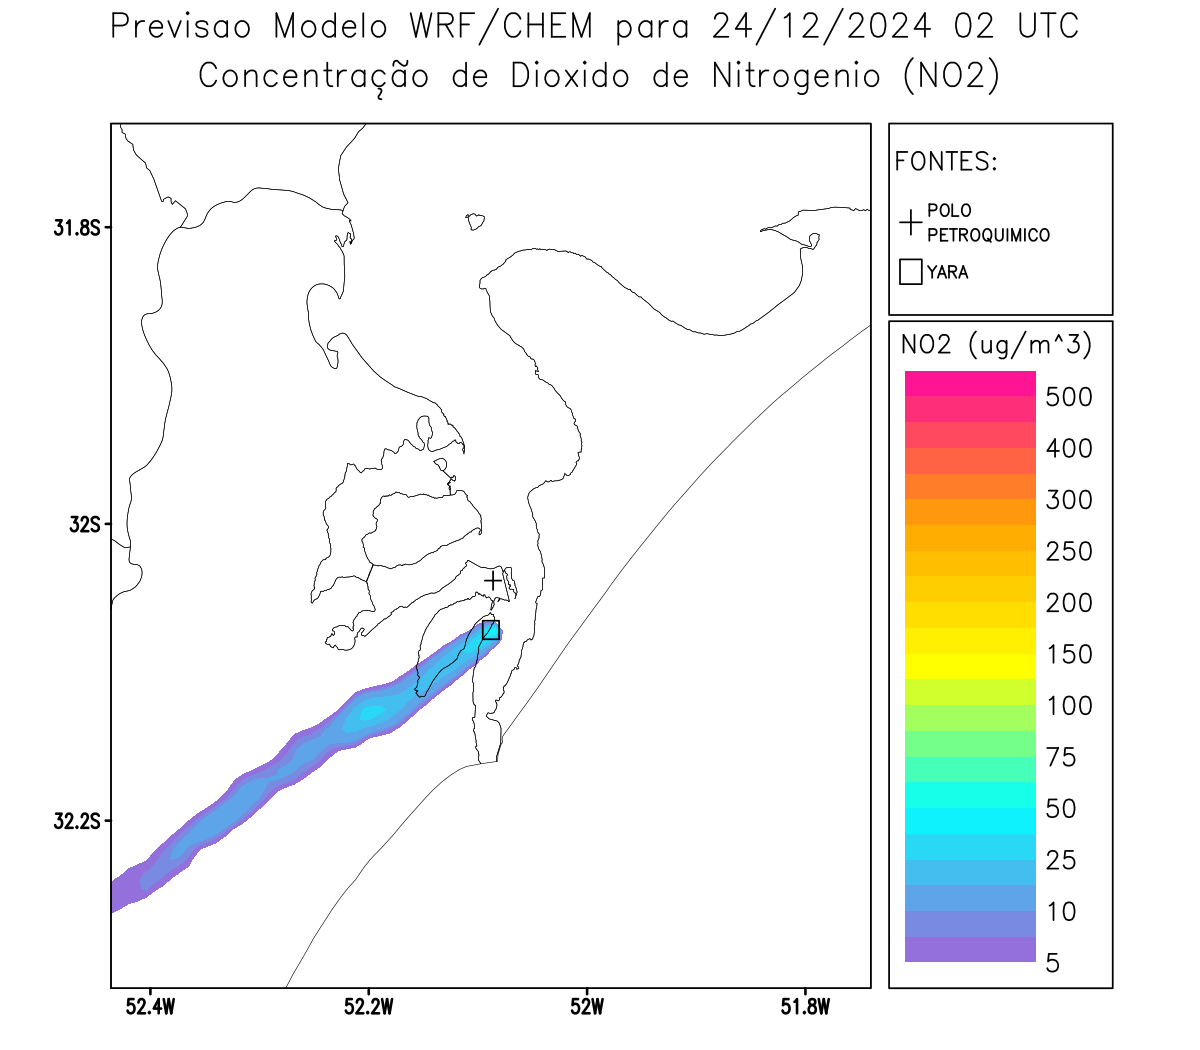 Previsao Modelo WRF/CHEM para 24/12/2024 02 UTC
Concentração de Dioxido de Nitrogenio (NO2)
FONTES:
POLO
PETROQUIMICO
YARA
NO2 (ug/m^3)
500
400
300
250
200
150
100
75
50
25
10
5
31.8S
32S
32.2S
52.4W
52.2W
52W
51.8W